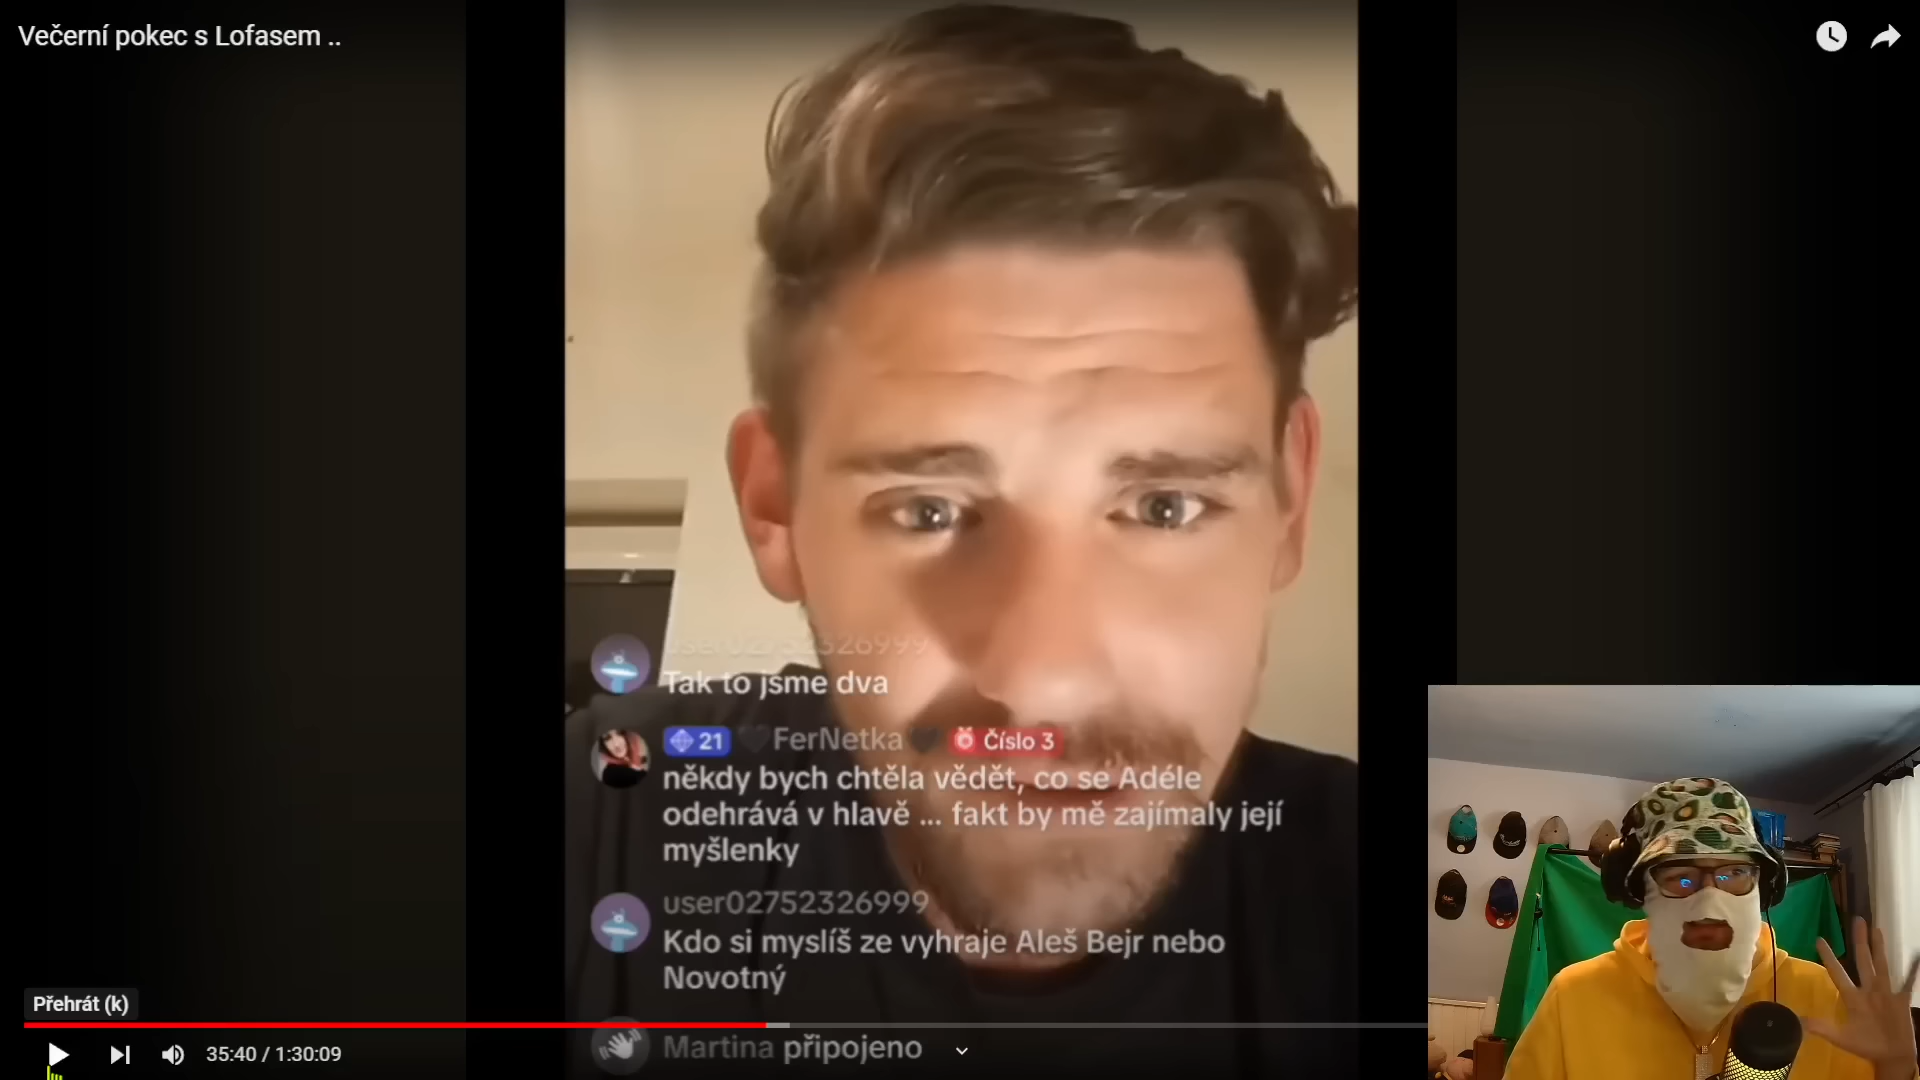 Večerní pokec s Lofasem ..
user02752326999
Tak to jsme dva
21 FerNetka Číslo 3
někdy bych chtěla vědět, co se Adéle
odehrává v hlavě ... fakt by mě zajímaly její
myšlenky
user02752326999
Kdo si myslíš ze vyhraje Aleš Bejr nebo
Novotný
Martina připojeno
Přehrát (k)
35:40 / 1:30:09